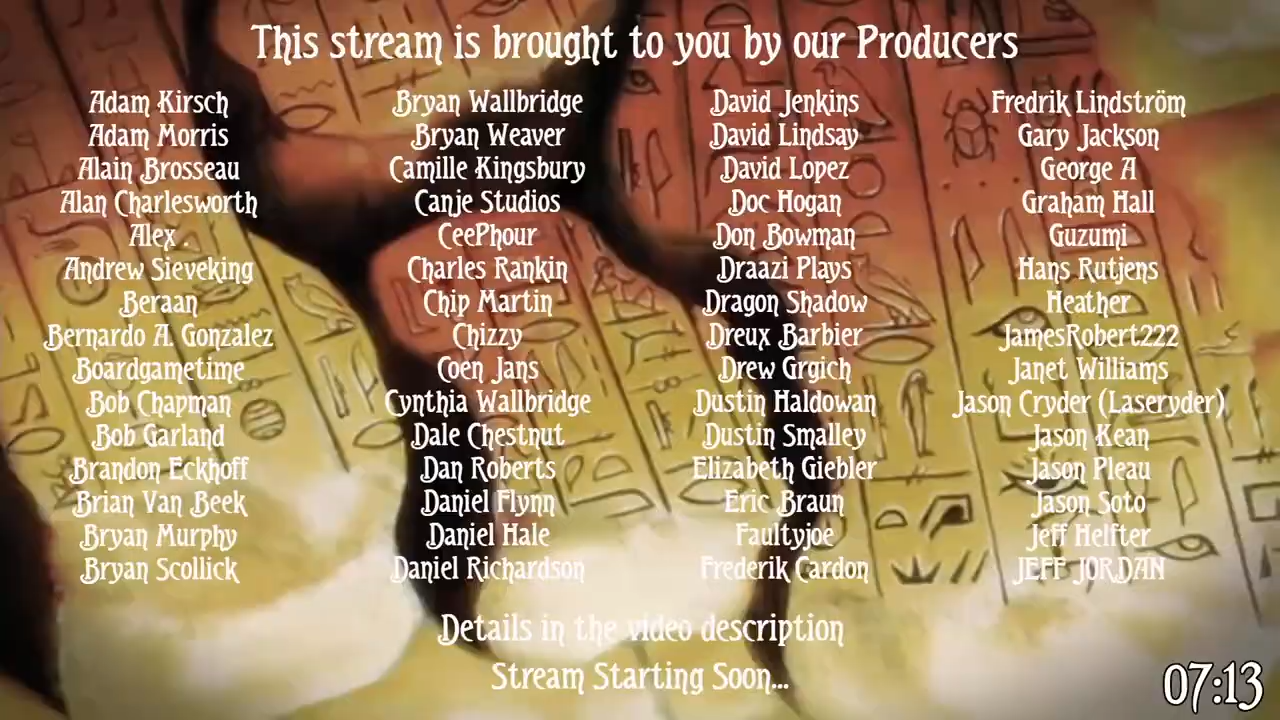 This stream is brought to you by our Producers
Adam Kirsch
Adam Morris
Alain Brosseau
Alan Charlesworth
Alex .
Andrew Sieveking
Beraan
Bernardo A. Gonzalez
Boardgametime
Bob Chapman
Bob Garland
Brandon Eckhoff
Brian Van Beek
Bryan Murphy
Bryan Scollick
Bryan Wallbridge
Bryan Weaver
Camille Kingsbury
Canje Studios
CeePhour
Charles Rankin
Chip Martin
Chizzy
Coen Jans
Cynthia Wallbridge
Dale Chestnut
Dan Roberts
Daniel Flynn
Daniel Hale
Daniel Richardson
David Jenkins
David Lindsay
David Lopez
Doc Hogan
Don Bowman
Draazi Plays
Dragon Shadow
Dreux Barbier
Drew Grgich
Dustin Haldowan
Dustin Smalley
Elizabeth Giebler
Eric Braun
Faultyjoe
Frederik Cardon
Fredrik Lindström
Gary Jackson
George A
Graham Hall
Guzumi
Hans Rutjens
Heather
JamesRobert222
Janet Williams
Jason Cryder (Laseryder)
Jason Kean
Jason Pleau
Jason Soto
Jeff Helfter
JEFF JORDAN
Details in the video description
Stream Starting Soon...
07:13